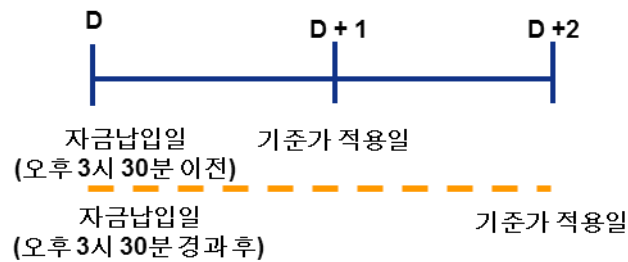 D D + 1 D +2
자금납입일 기준가 적용일
(오후 3시 30분 이전)
자금납입일 기준가 적용일
(오후 3시 30분 경과 후)